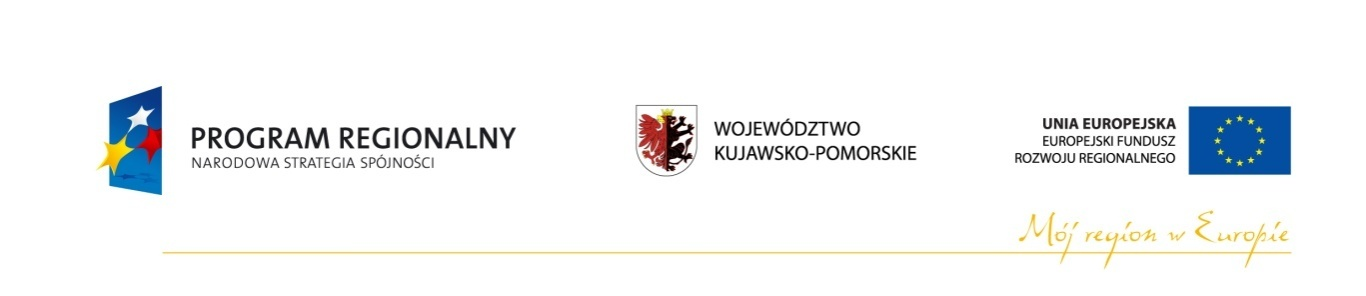 PROGRAM REGIONALNY
NARODOWA STRATEGIA SPÓJNOŚCI
WOJEWÓDZTWO
KUJAWSKO-POMORSKIE
UNIA EUROPEJSKA
EUROPEJSKI FUNDUSZ
ROZWOJU REGIONALNEGO
Mój region w Europie